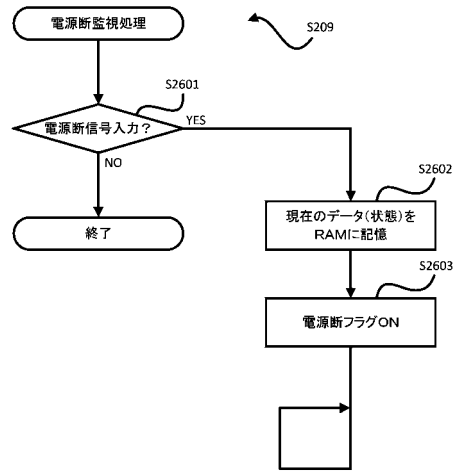 電源断監視処理
S209
S2601
電源断信号入力？
YES
NO
S2602
終了
現在のデータ(状態)を
RAMに記憶
S2603
電源断フラグON